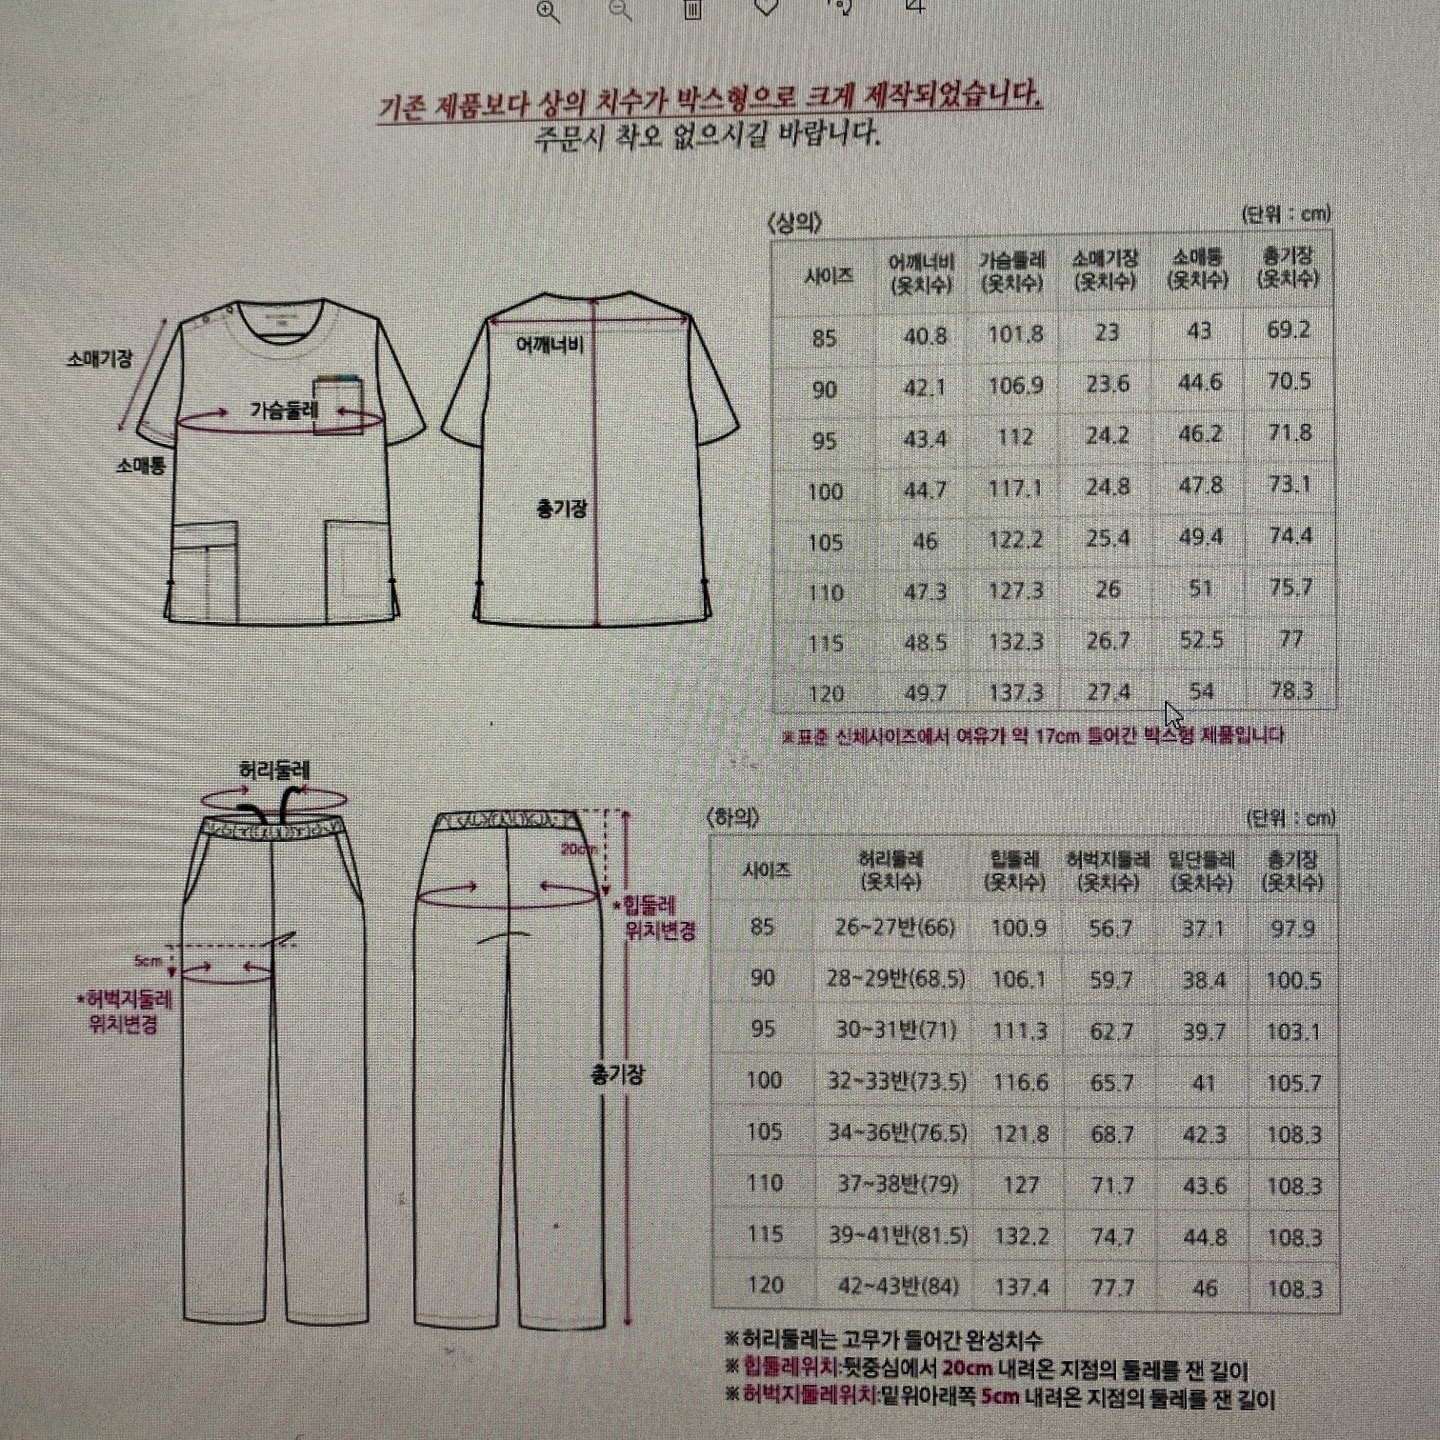 기존 제품보다 상의 치수가 박스형으로 크게 제작되었습니다.
주문시 착오 없으시길 바랍니다.
소매기장
가슴둘레
소매통
어깨너비
총기장
<상의> (단위 : cm)
사이즈 어깨너비 (옷치수) 가슴둘레 (옷치수) 소매기장 (옷치수) 소매통 (옷치수) 총기장 (옷치수)
85 40.8 101.8 23 43 69.2
90 42.1 106.9 23.6 44.6 70.5
95 43.4 112 24.2 46.2 71.8
100 44.7 117.1 24.8 47.8 73.1
105 46 122.2 25.4 49.4 74.4
110 47.3 127.3 26 51 75.7
115 48.5 132.3 26.7 52.5 77
120 49.7 137.3 27.4 54 78.3
※표준 신체사이즈에서 여유가 약 17cm 들어간 박스형 제품입니다
허리둘레
5cm
*허벅지둘레
위치변경
20cm
*힙둘레
위치변경
총기장
<하의> (단위 : cm)
사이즈 허리둘레 (옷치수) 힙둘레 (옷치수) 허벅지둘레 (옷치수) 밑단둘레 (옷치수) 총기장 (옷치수)
85 26~27반(66) 100.9 56.7 37.1 97.9
90 28~29반(68.5) 106.1 59.7 38.4 100.5
95 30~31반(71) 111.3 62.7 39.7 103.1
100 32~33반(73.5) 116.6 65.7 41 105.7
105 34~36반(76.5) 121.8 68.7 42.3 108.3
110 37~38반(79) 127 71.7 43.6 108.3
115 39~41반(81.5) 132.2 74.7 44.8 108.3
120 42~43반(84) 137.4 77.7 46 108.3
※허리둘레는 고무가 들어간 완성치수
※힙둘레위치:뒷중심에서 20cm 내려온 지점의 둘레를 잰 길이
※허벅지둘레위치:밑위아래쪽 5cm 내려온 지점의 둘레를 잰 길이